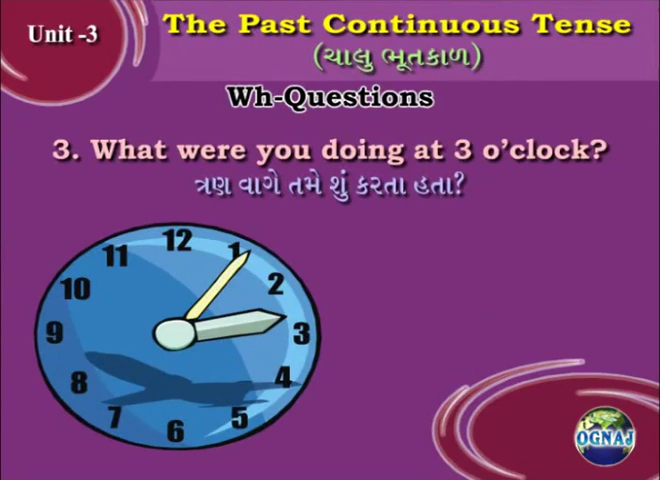 Unit -3
The Past Continuous Tense
(ચાલુ ભૂતકાળ)
Wh-Questions
3. What were you doing at 3 o'clock?
ત્રણ વાગે તમે શું કરતા હતા?
12
11
1
10
2
9
3
8
4
7
5
6
OGNAJ